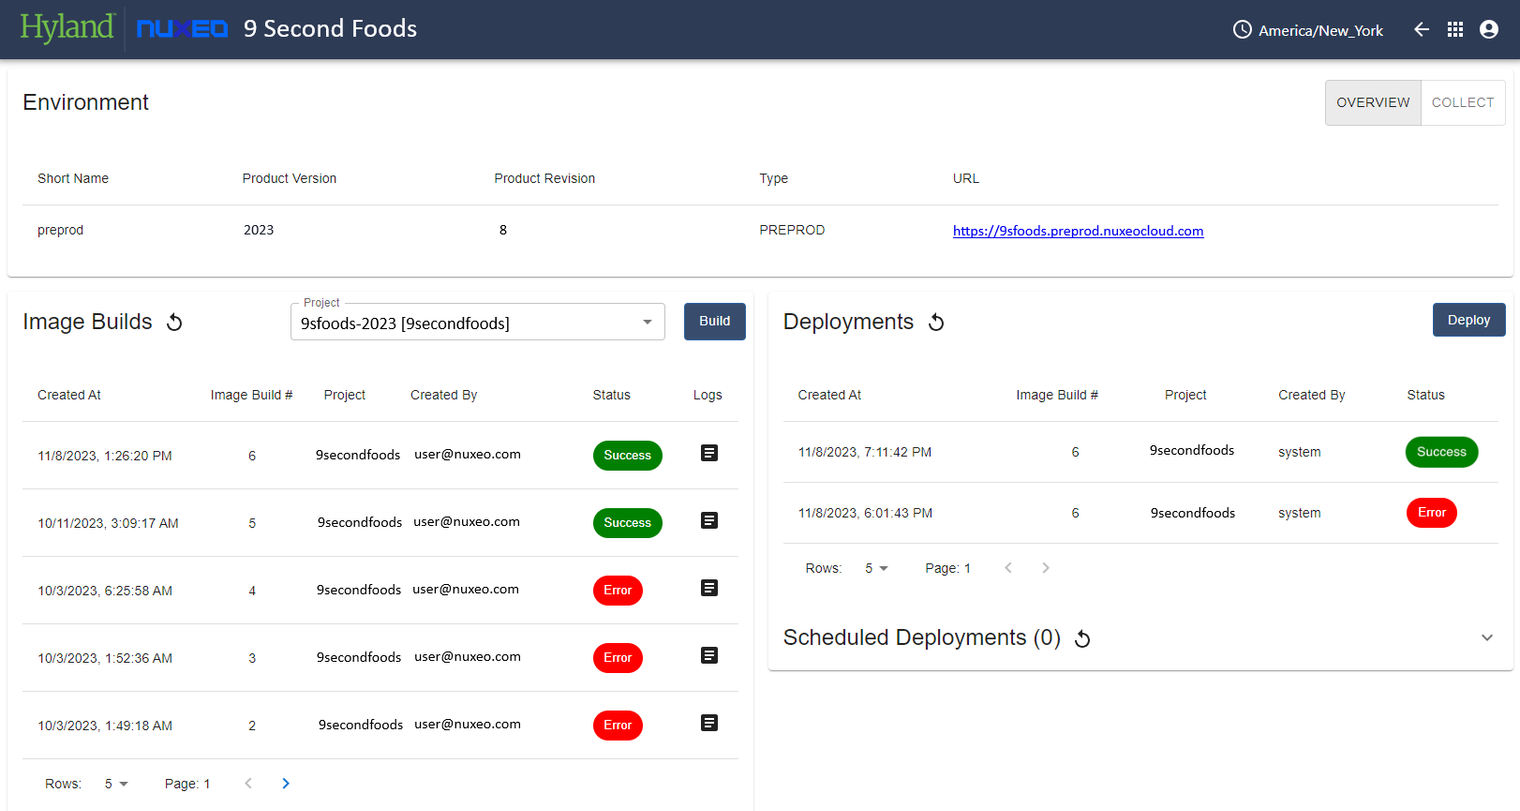 Hyland nuxeo 9 Second Foods America/New_York
Environment OVERVIEW COLLECT
Short Name Product Version Product Revision Type URL
preprod 2023 8 PREPROD https://9sfoods.preprod.nuxeocloud.com
Image Builds
Project
9sfoods-2023 [9secondfoods]
Build
Created At Image Build # Project Created By Status Logs
11/8/2023, 1:26:20 PM 6 9secondfoods user@nuxeo.com Success
10/11/2023, 3:09:17 AM 5 9secondfoods user@nuxeo.com Success
10/3/2023, 6:25:58 AM 4 9secondfoods user@nuxeo.com Error
10/3/2023, 1:52:36 AM 3 9secondfoods user@nuxeo.com Error
10/3/2023, 1:49:18 AM 2 9secondfoods user@nuxeo.com Error
Rows: 5 Page: 1
Deployments Deploy
Created At Image Build # Project Created By Status
11/8/2023, 7:11:42 PM 6 9secondfoods system Success
11/8/2023, 6:01:43 PM 6 9secondfoods system Error
Rows: 5 Page: 1
Scheduled Deployments (0)